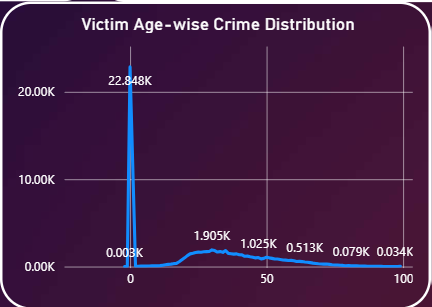 Victim Age-wise Crime Distribution
20.00K
22.848K
10.00K
0.00K
0.003K
1.905K
1.025K
0.513K
0.079K
0.034K
0
50
100